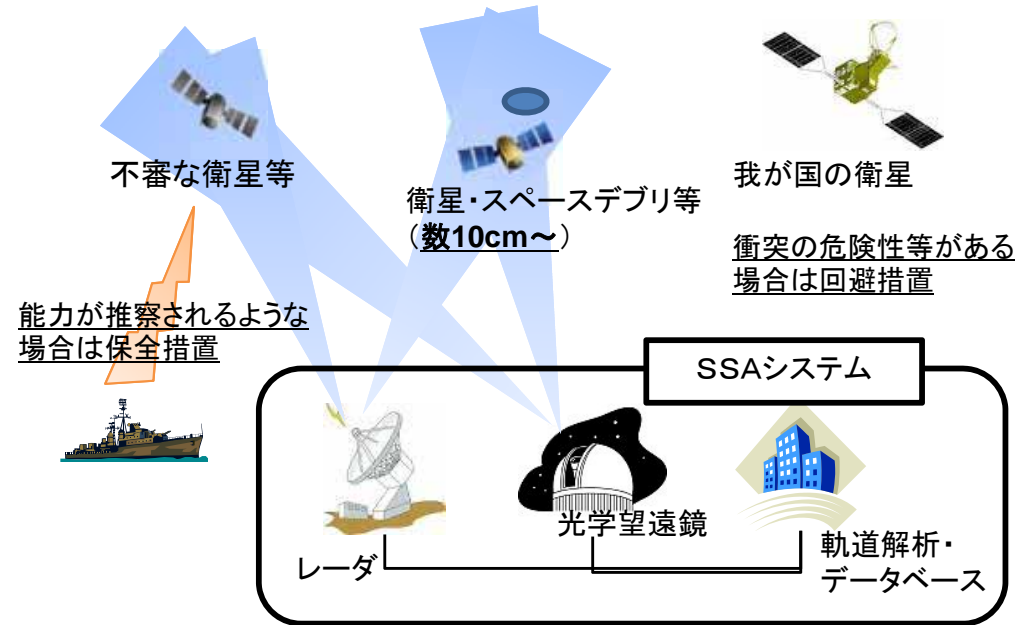 不審な衛星等
衛星・スペースデブリ等
（数10cm～）
我が国の衛星
衝突の危険性等がある
場合は回避措置
能力が推察されるような
場合は保全措置
ＳＳＡシステム
レーダ
光学望遠鏡
軌道解析・
データベース